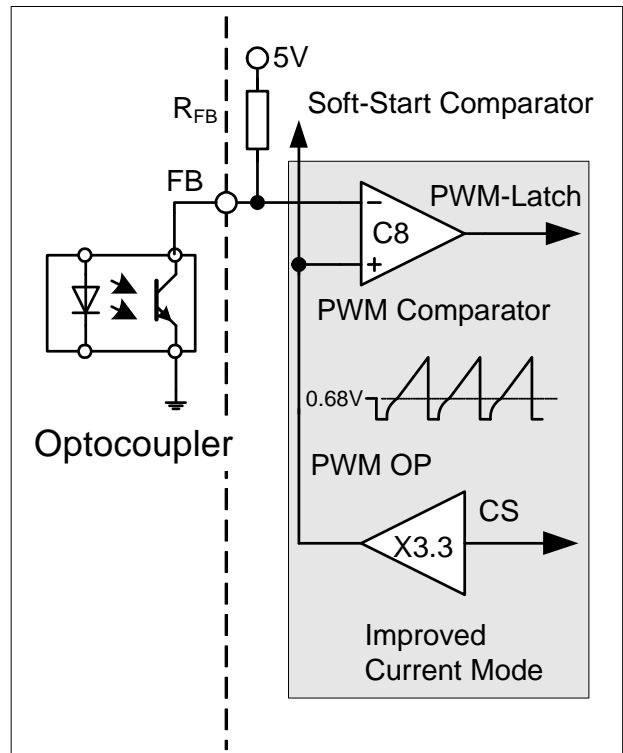 5V
RFB
Soft-Start Comparator
FB
PWM-Latch
−
C8
+
PWM Comparator
0.68V
Optocoupler
PWM OP
CS
X3.3
Improved
Current Mode